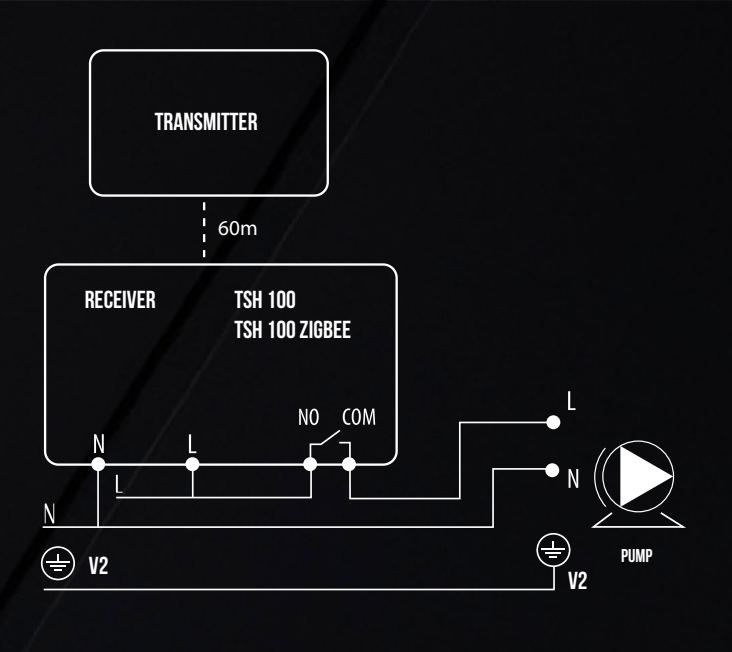 TRANSMITTER
60m
RECEIVER TSH 100
TSH 100 ZIGBEE
NO COM
N L
L
L
N
N
V2
PUMP
V2